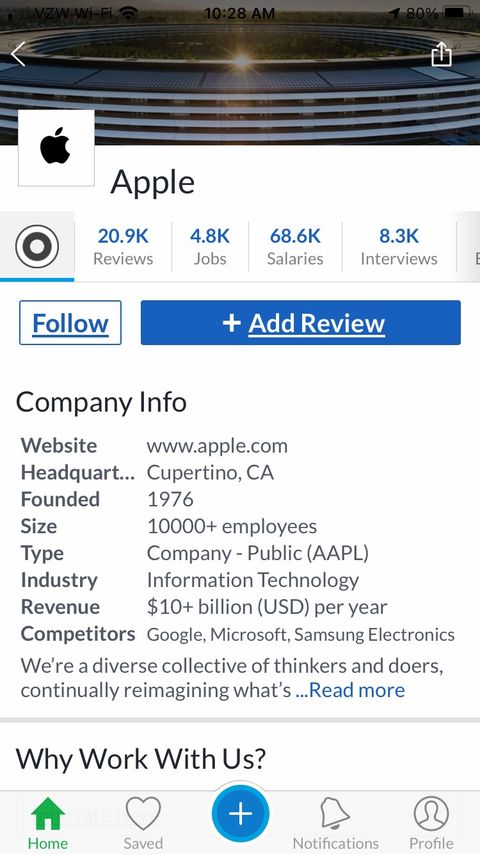 VZW Wi-Fi 10:28 AM 80%
Apple
20.9K 4.8K 68.6K 8.3K
Reviews Jobs Salaries Interviews
Follow + Add Review
Company Info
Website www.apple.com
Headquart... Cupertino, CA
Founded 1976
Size 10000+ employees
Type Company - Public (AAPL)
Industry Information Technology
Revenue $10+ billion (USD) per year
Competitors Google, Microsoft, Samsung Electronics
We're a diverse collective of thinkers and doers,
continually reimagining what's ...Read more
Why Work With Us?
Home Saved Notifications Profile